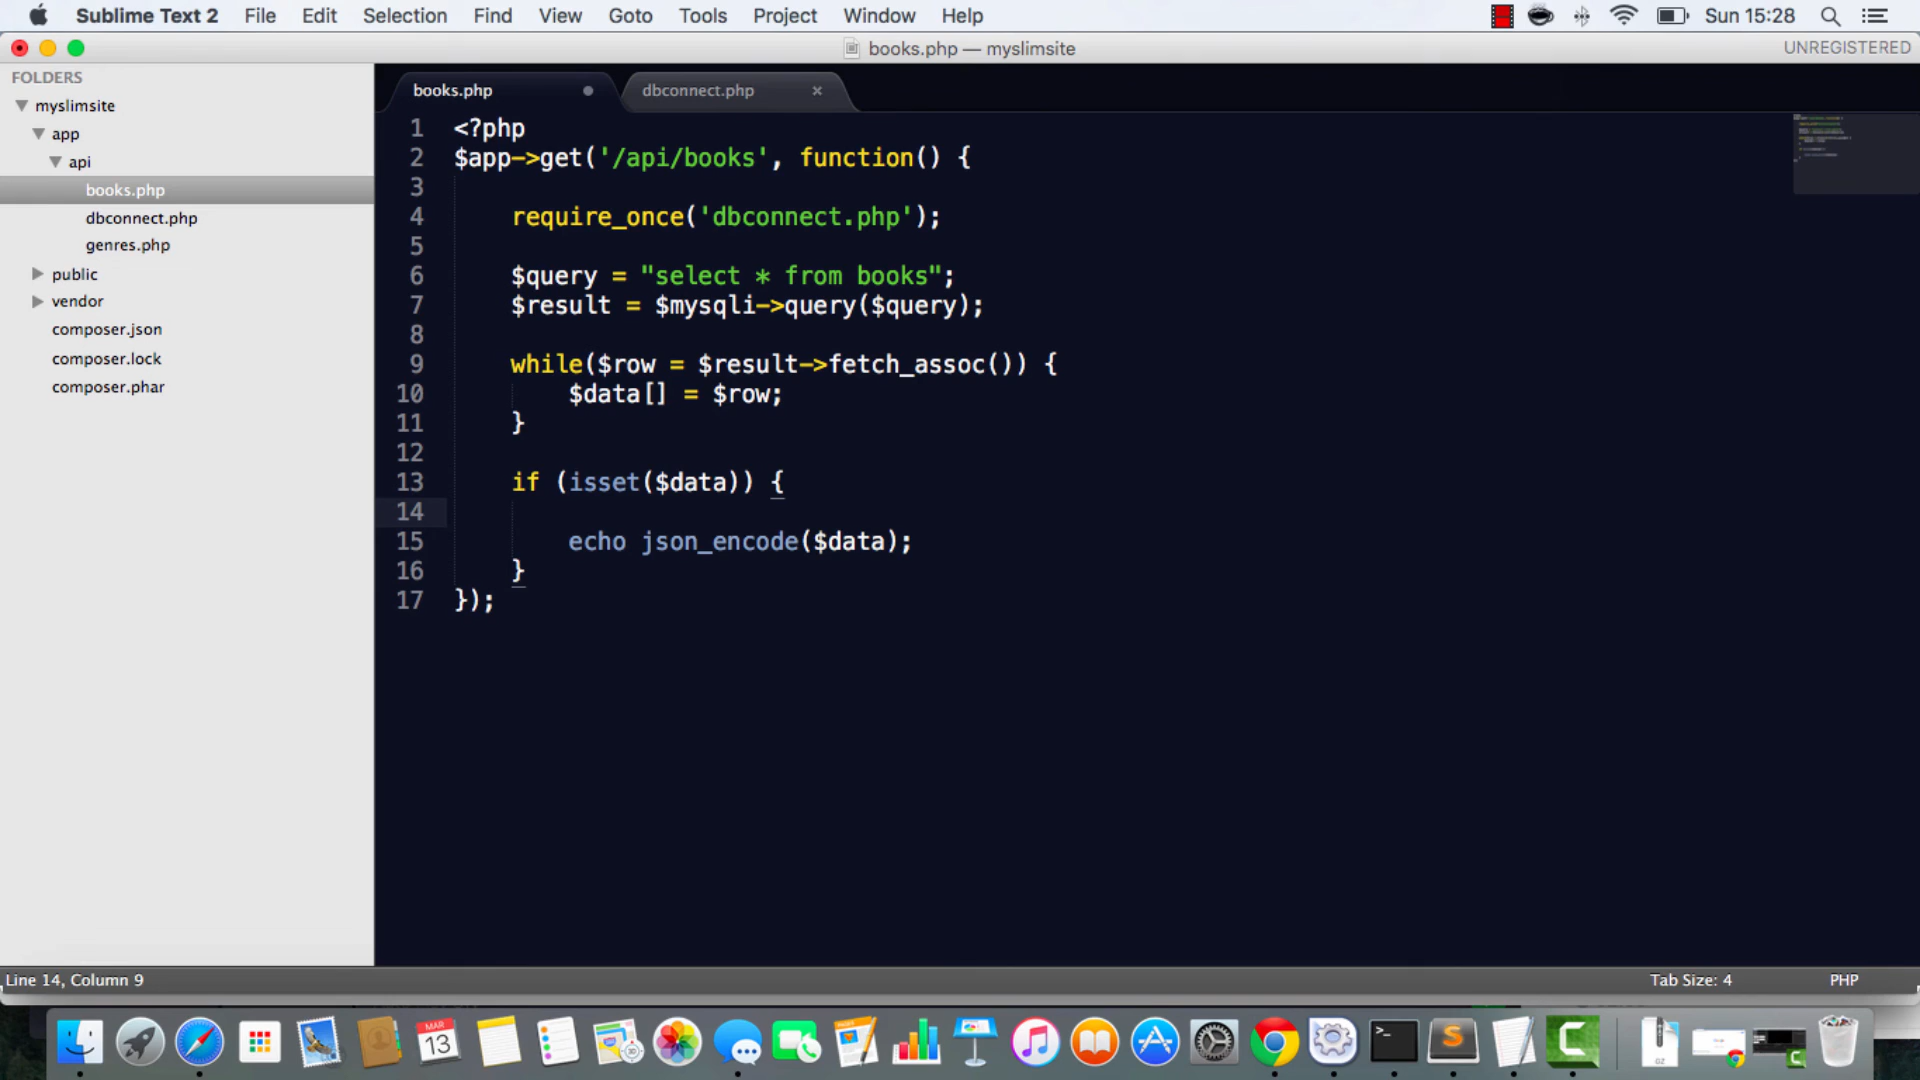 Sublime Text 2 File Edit Selection Find View Goto Tools Project Window Help Sun 15:28
books.php — myslimsite UNREGISTERED
FOLDERS
myslimsite
app
api
books.php
dbconnect.php
genres.php
public
vendor
composer.json
composer.lock
composer.phar
books.php dbconnect.php ×
1 <?php
2 $app->get('/api/books', function() {
3
4 require_once('dbconnect.php');
5
6 $query = "select * from books";
7 $result = $mysqli->query($query);
8
9 while($row = $result->fetch_assoc()) {
10 $data[] = $row;
11 }
12
13 if (isset($data)) {
14
15 echo json_encode($data);
16 }
17 });
Line 14, Column 9 Tab Size: 4 PHP
MAR
13
GZ